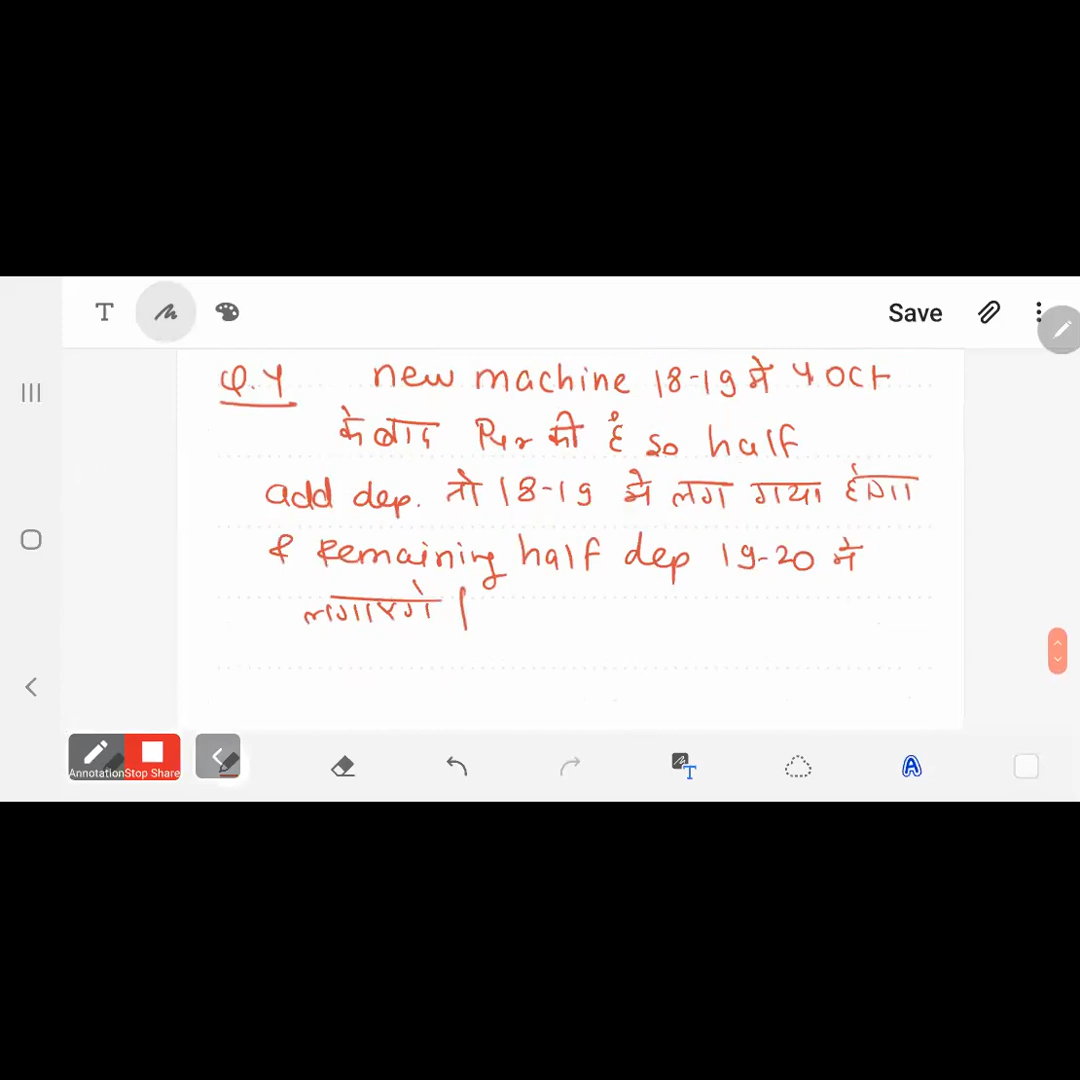 T Save
Q.4 new machine 18-19 में 4 Oct
के बाद Pur की है so half
add dep. तो 18-19 मे लग गया होगा
& Remaining half dep 19-20 में
लगाएगे।
Annotation Stop Share
T
A